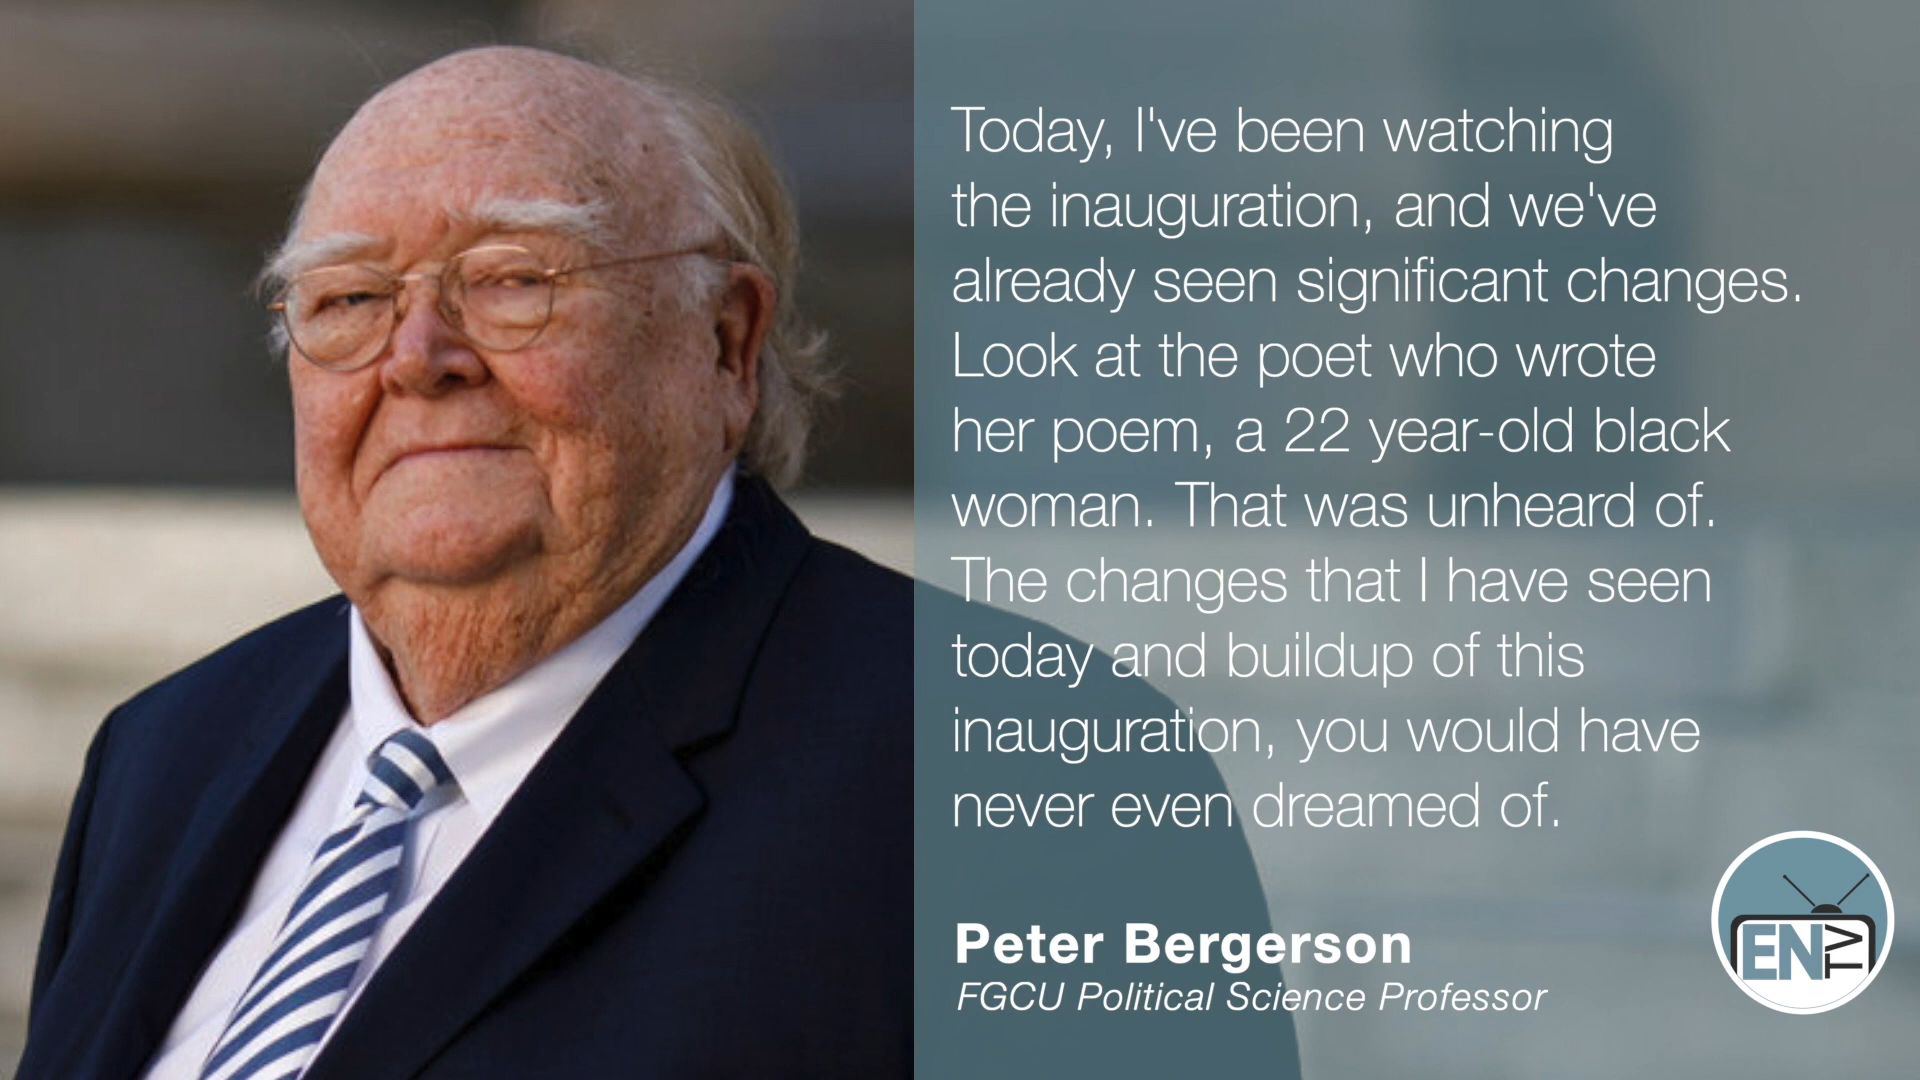 Today, I've been watching
the inauguration, and we've
already seen significant changes.
Look at the poet who wrote
her poem, a 22 year-old black
woman. That was unheard of.
The changes that I have seen
today and buildup of this
inauguration, you would have
never even dreamed of.
Peter Bergerson
FGCU Political Science Professor
EN
TV